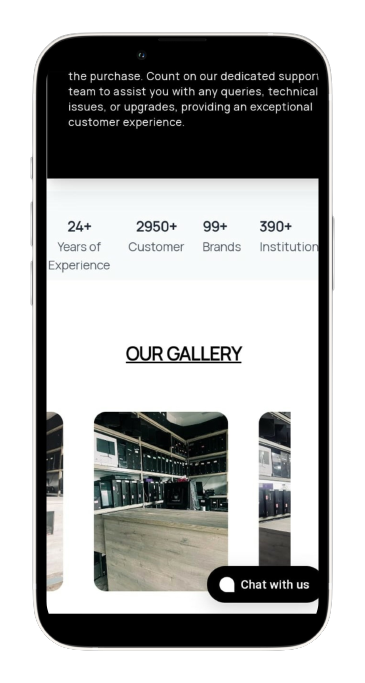 the purchase. Count on our dedicated support
team to assist you with any queries, technical
issues, or upgrades, providing an exceptional
customer experience.
24+ 2950+ 99+ 390+
Years of Customer Brands Institution
Experience
OUR GALLERY
Chat with us